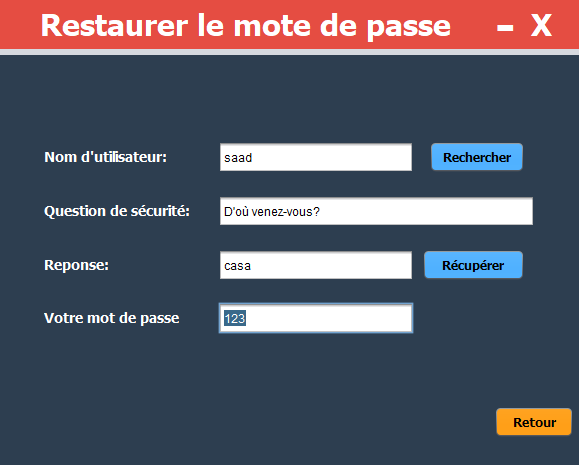 Restaurer le mote de passe – X
Nom d'utilisateur: saad Rechercher
Question de sécurité: D'où venez-vous?
Reponse: casa Récupérer
Votre mot de passe 123
Retour